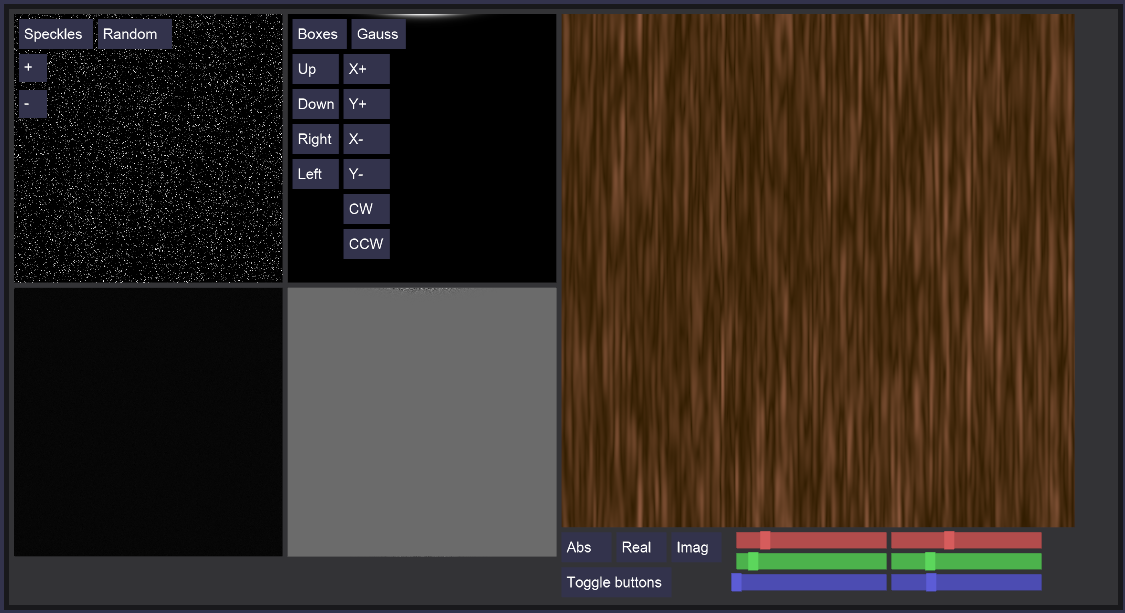 Speckles Random
+
-
Boxes Gauss
Up X+
Down Y+
Right X-
Left Y-
CW
CCW
Abs Real Imag
Toggle buttons